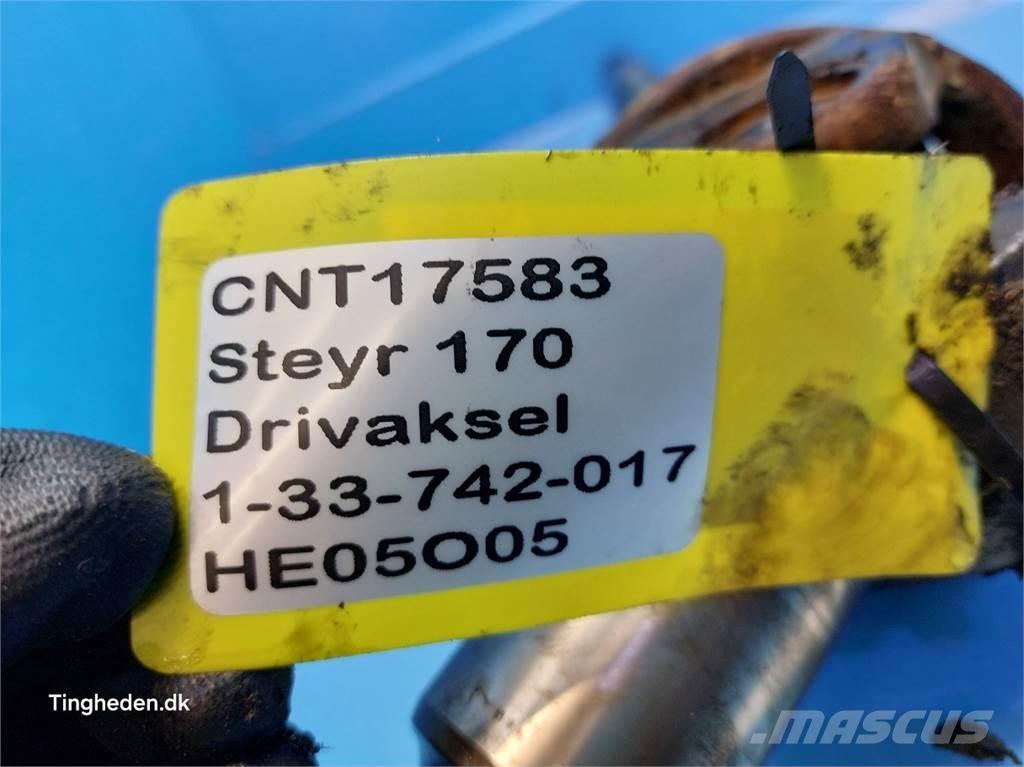 CNT17583
Steyr 170
Drivaksel
1-33-742-017
HE05O05
Tingheden.dk
MASCUS